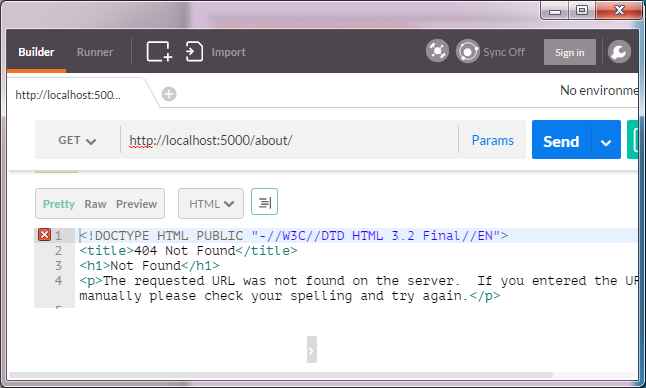 Builder Runner Import Sync Off Sign in
http://localhost:500...
No environme
GET http://localhost:5000/about/ Params Send
Pretty Raw Preview HTML
1 <!DOCTYPE HTML PUBLIC "-//W3C//DTD HTML 3.2 Final//EN">
2 <title>404 Not Found</title>
3 <h1>Not Found</h1>
4 <p>The requested URL was not found on the server.  If you entered the UR
manually please check your spelling and try again.</p>